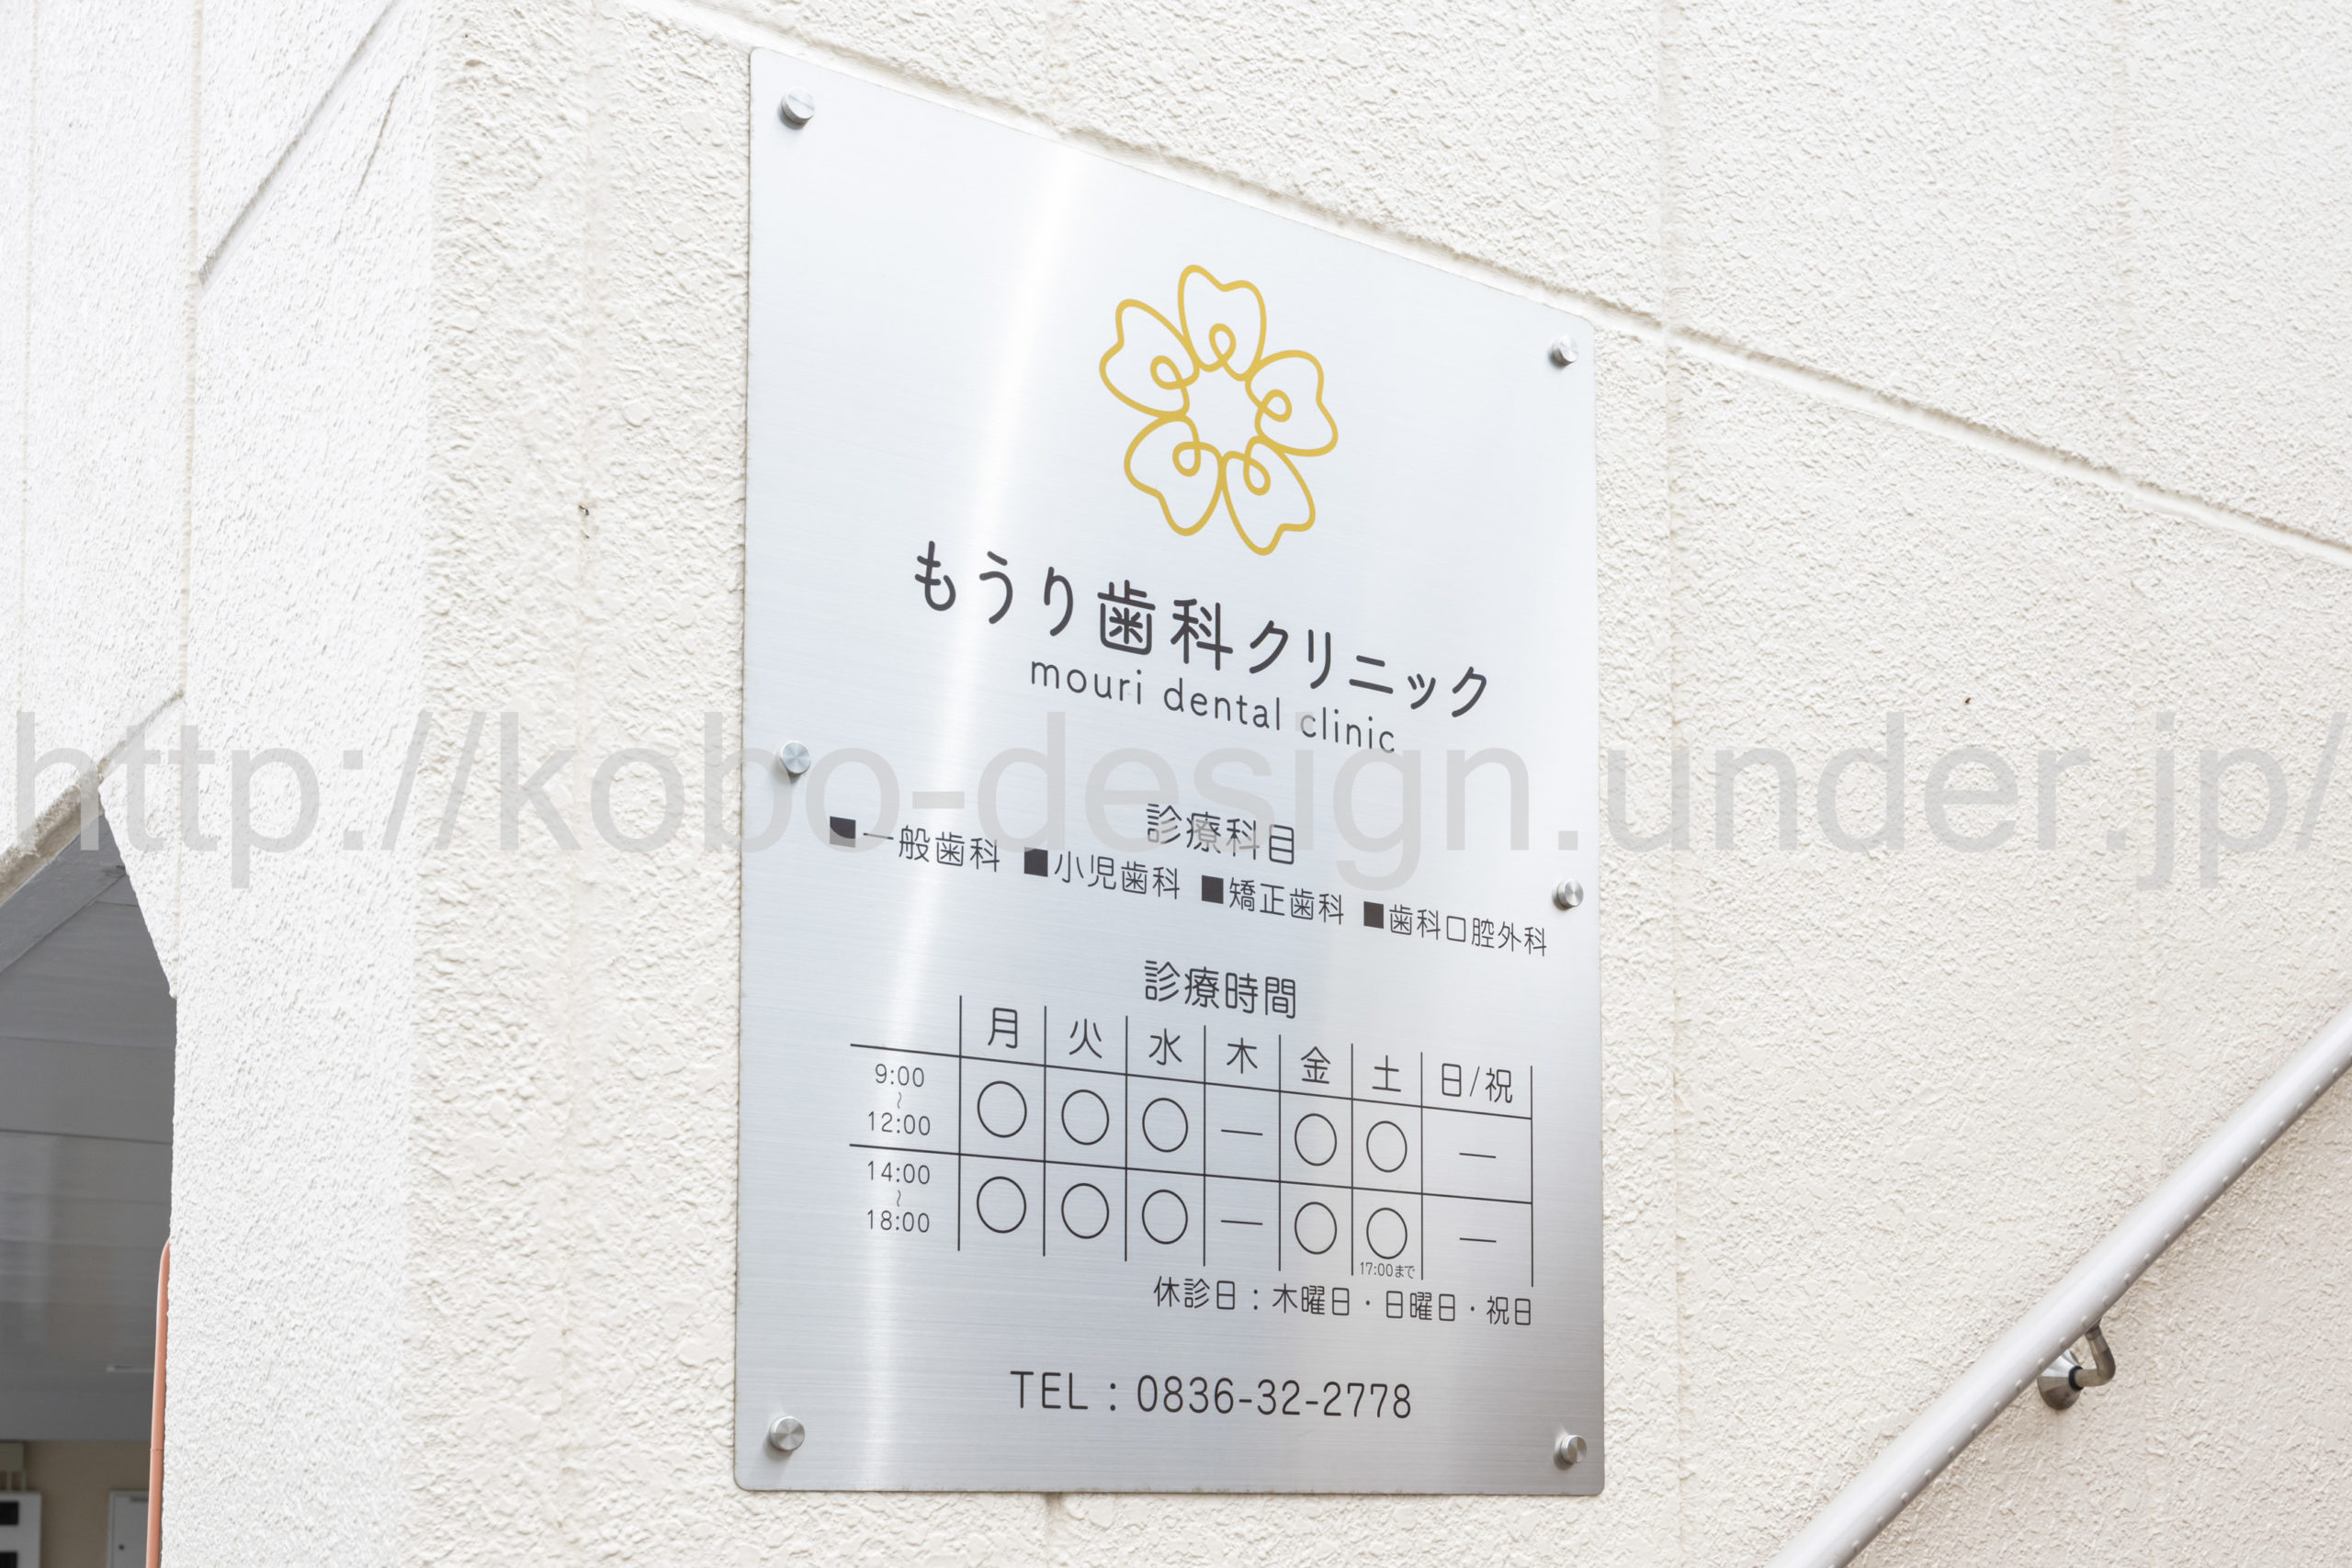 もうり歯科クリニック
mouri dental clinic
http://kobo-design.under.jp/
診療科目
■一般歯科 ■小児歯科 ■矯正歯科 ■歯科口腔外科
診療時間
月 火 水 木 金 土 日/祝
9:00
〜
12:00
○ ○ ○ — ○ ○ —
14:00
〜
18:00
○ ○ ○ — ○ ○ —
17:00まで
休診日：木曜日・日曜日・祝日
TEL：0836-32-2778